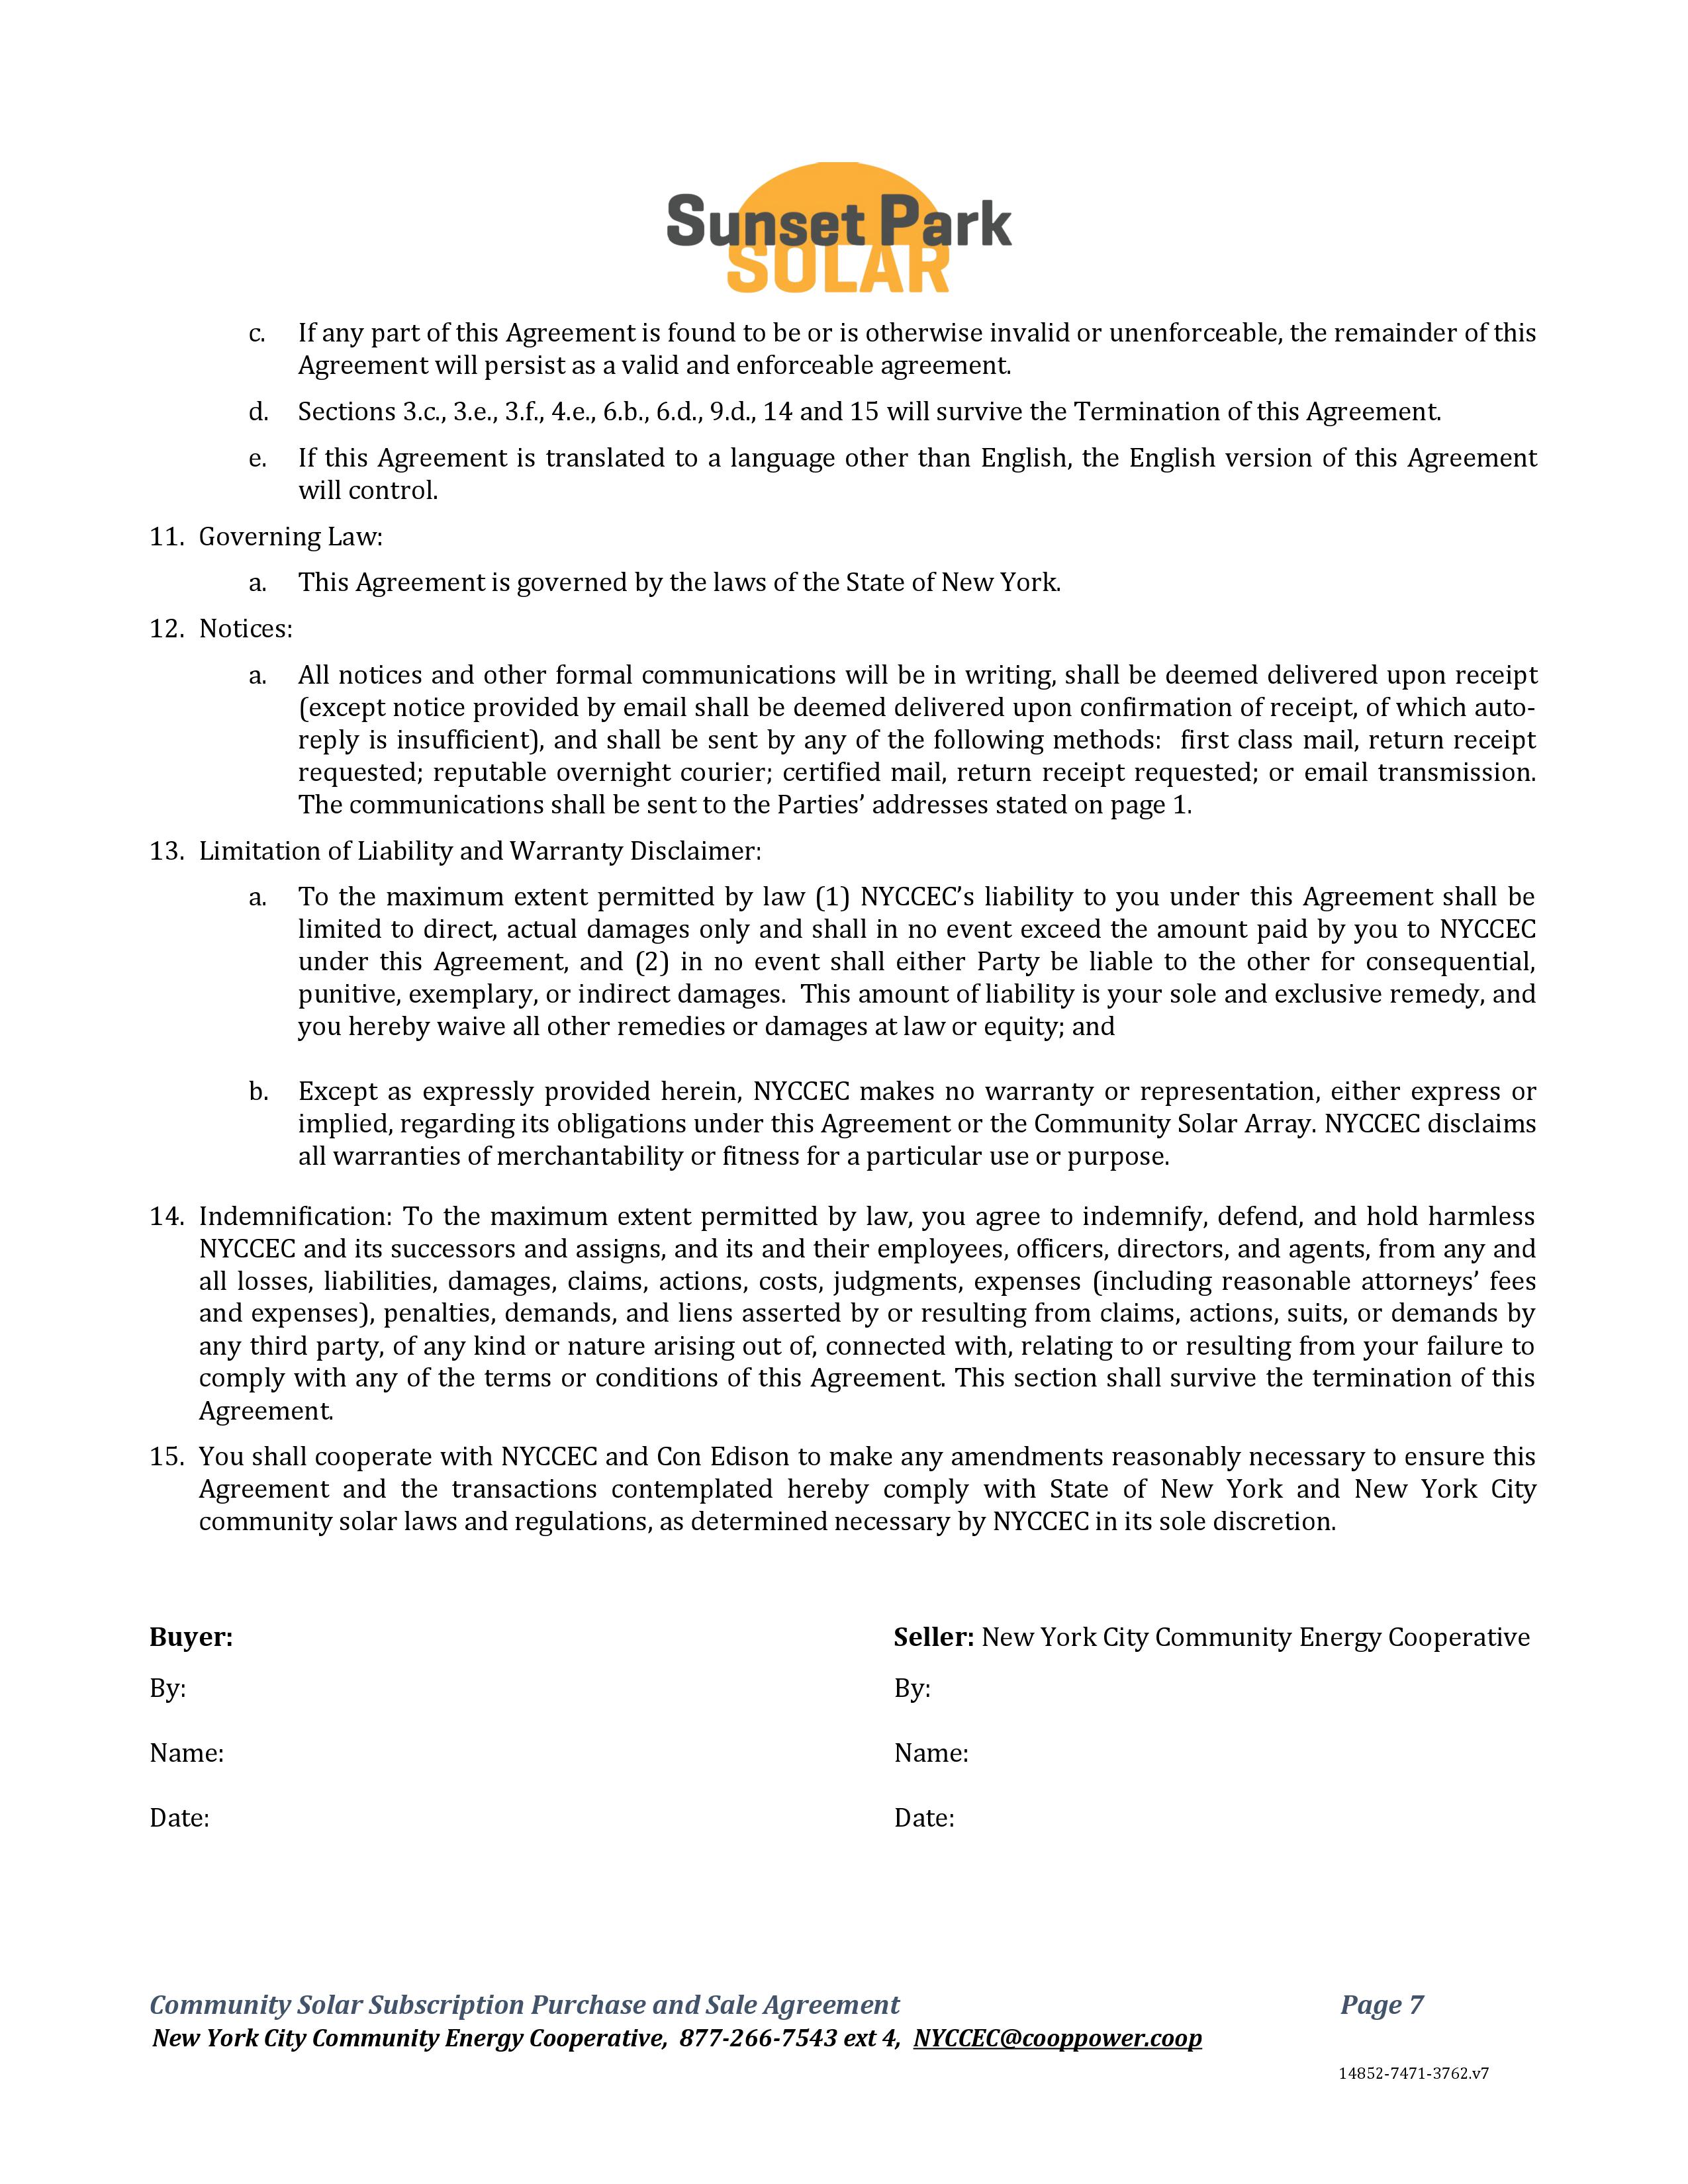 Sunset Park
SOLAR
c. If any part of this Agreement is found to be or is otherwise invalid or unenforceable, the remainder of this
Agreement will persist as a valid and enforceable agreement.
d. Sections 3.c., 3.e., 3.f., 4.e., 6.b., 6.d., 9.d., 14 and 15 will survive the Termination of this Agreement.
e. If this Agreement is translated to a language other than English, the English version of this Agreement
will control.
11. Governing Law:
a. This Agreement is governed by the laws of the State of New York.
12. Notices:
a. All notices and other formal communications will be in writing, shall be deemed delivered upon receipt
(except notice provided by email shall be deemed delivered upon confirmation of receipt, of which auto-
reply is insufficient), and shall be sent by any of the following methods: first class mail, return receipt
requested; reputable overnight courier; certified mail, return receipt requested; or email transmission.
The communications shall be sent to the Parties’ addresses stated on page 1.
13. Limitation of Liability and Warranty Disclaimer:
a. To the maximum extent permitted by law (1) NYCCEC’s liability to you under this Agreement shall be
limited to direct, actual damages only and shall in no event exceed the amount paid by you to NYCCEC
under this Agreement, and (2) in no event shall either Party be liable to the other for consequential,
punitive, exemplary, or indirect damages. This amount of liability is your sole and exclusive remedy, and
you hereby waive all other remedies or damages at law or equity; and
b. Except as expressly provided herein, NYCCEC makes no warranty or representation, either express or
implied, regarding its obligations under this Agreement or the Community Solar Array. NYCCEC disclaims
all warranties of merchantability or fitness for a particular use or purpose.
14. Indemnification: To the maximum extent permitted by law, you agree to indemnify, defend, and hold harmless
NYCCEC and its successors and assigns, and its and their employees, officers, directors, and agents, from any and
all losses, liabilities, damages, claims, actions, costs, judgments, expenses (including reasonable attorneys’ fees
and expenses), penalties, demands, and liens asserted by or resulting from claims, actions, suits, or demands by
any third party, of any kind or nature arising out of, connected with, relating to or resulting from your failure to
comply with any of the terms or conditions of this Agreement. This section shall survive the termination of this
Agreement.
15. You shall cooperate with NYCCEC and Con Edison to make any amendments reasonably necessary to ensure this
Agreement and the transactions contemplated hereby comply with State of New York and New York City
community solar laws and regulations, as determined necessary by NYCCEC in its sole discretion.
Buyer: Seller: New York City Community Energy Cooperative
By: By:
Name: Name:
Date: Date:
Community Solar Subscription Purchase and Sale Agreement Page 7
New York City Community Energy Cooperative, 877-266-7543 ext 4, NYCCEC@cooppower.coop
14852-7471-3762.v7